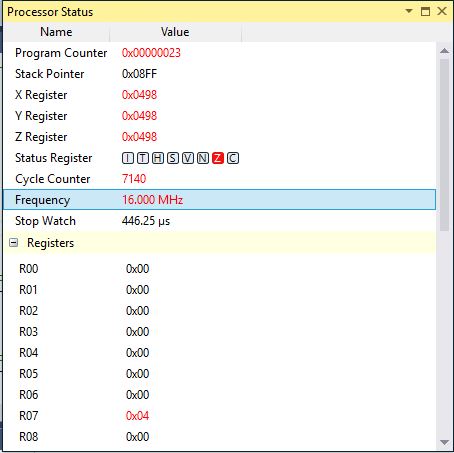 Processor Status
Name Value
Program Counter 0x00000023
Stack Pointer 0x08FF
X Register 0x0498
Y Register 0x0498
Z Register 0x0498
Status Register I T H S V N Z C
Cycle Counter 7140
Frequency 16.000 MHz
Stop Watch 446.25 µs
Registers
R00 0x00
R01 0x00
R02 0x00
R03 0x00
R04 0x00
R05 0x00
R06 0x00
R07 0x04
R08 0x00